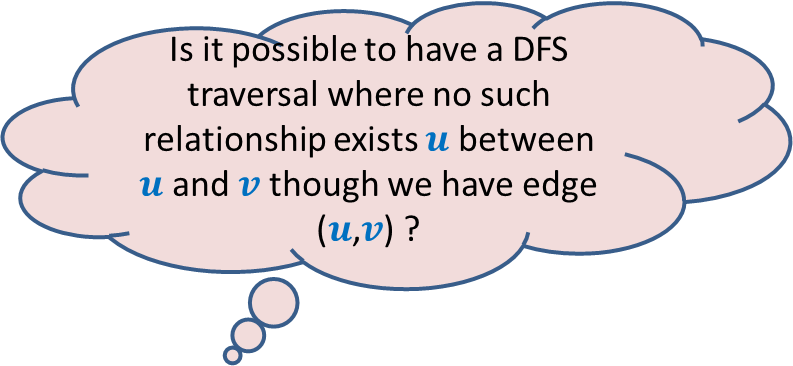 Is it possible to have a DFS
traversal where no such
relationship exists u between
u and v though we have edge
(u,v) ?